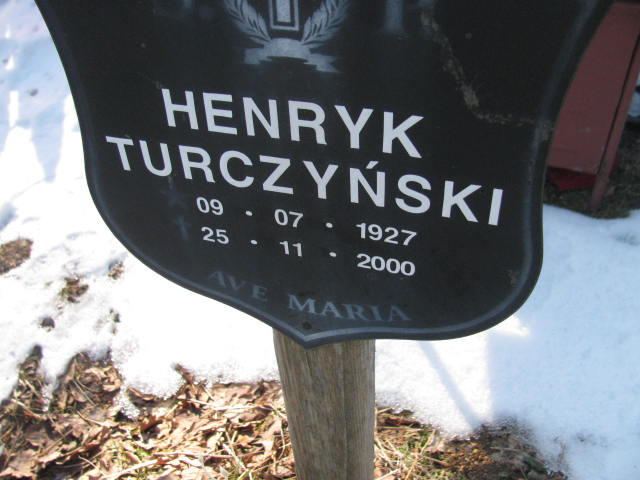 HENRYK
TURCZYŃSKI
09 · 07 · 1927
25 · 11 · 2000
AVE MARIA